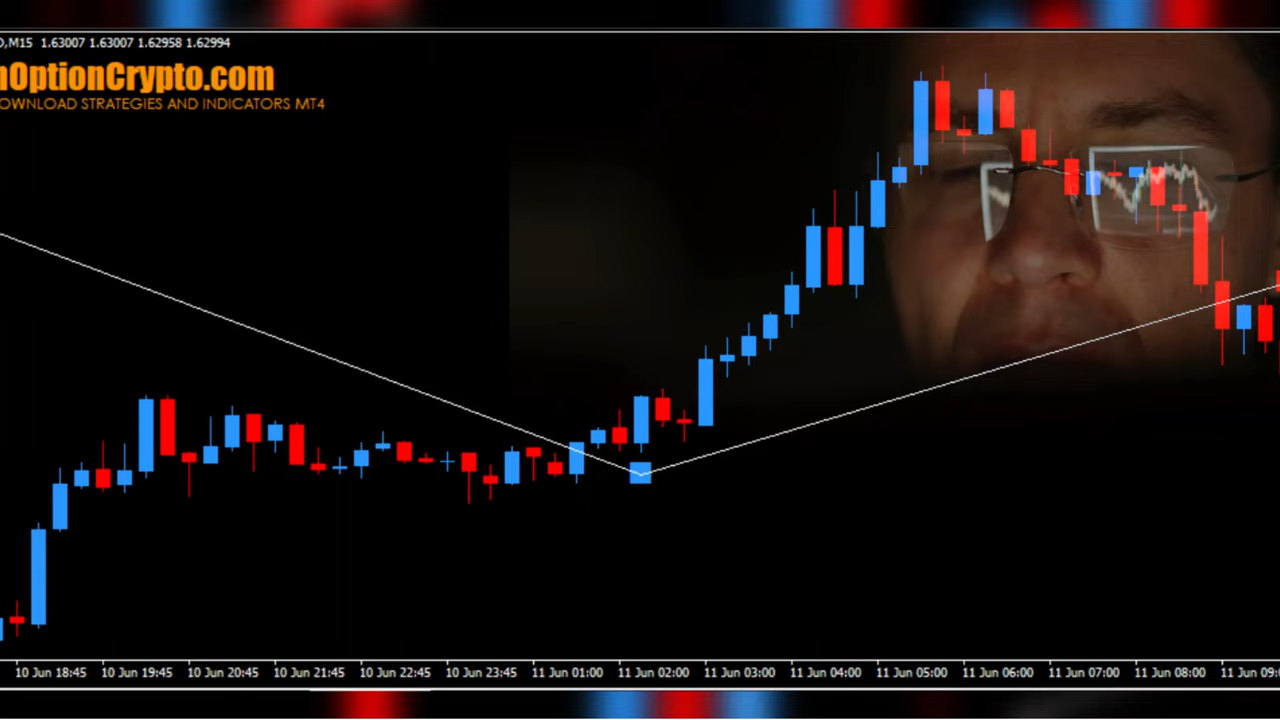 ,M15 1.63007 1.63007 1.62958 1.62994
OptionCrypto.com
OWNLOAD STRATEGIES AND INDICATORS MT4
10 Jun 18:45 10 Jun 19:45 10 Jun 20:45 10 Jun 21:45 10 Jun 22:45 10 Jun 23:45 11 Jun 01:00 11 Jun 02:00 11 Jun 03:00 11 Jun 04:00 11 Jun 05:00 11 Jun 06:00 11 Jun 07:00 11 Jun 08:00 11 Jun 09:0